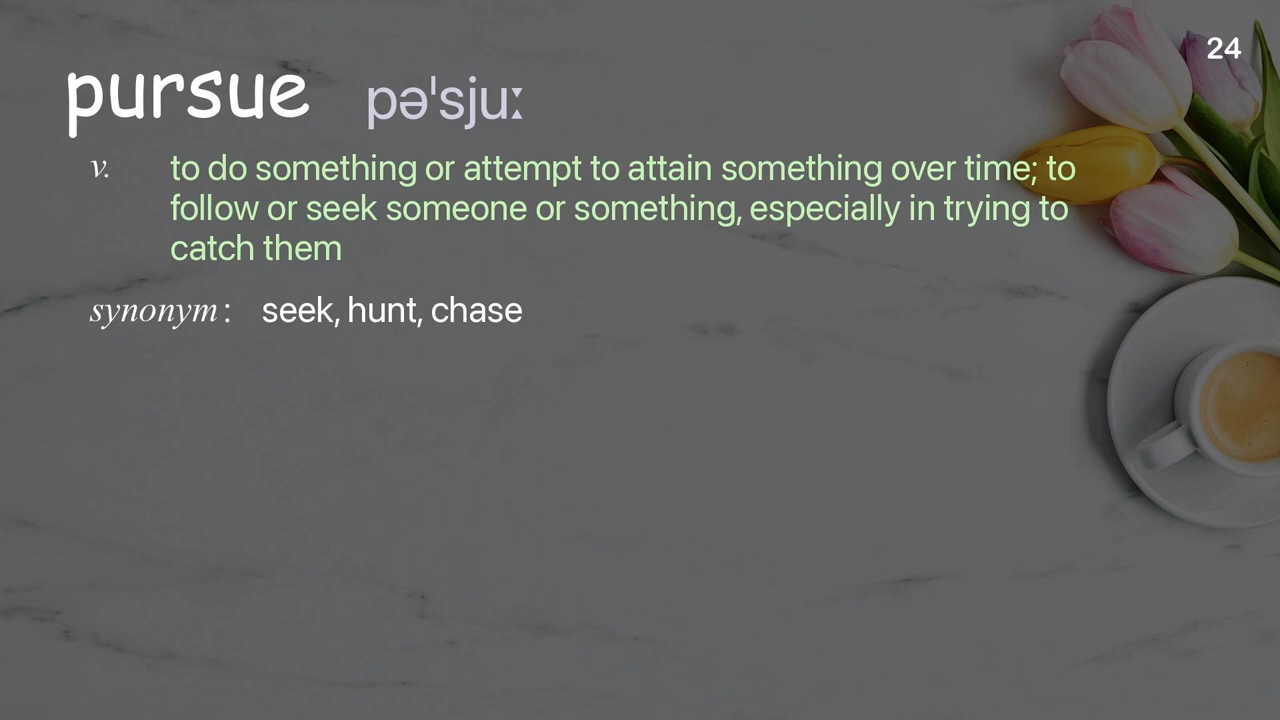 24
pursue pəˈsjuː
v. to do something or attempt to attain something over time; to
follow or seek someone or something, especially in trying to
catch them
synonym: seek, hunt, chase